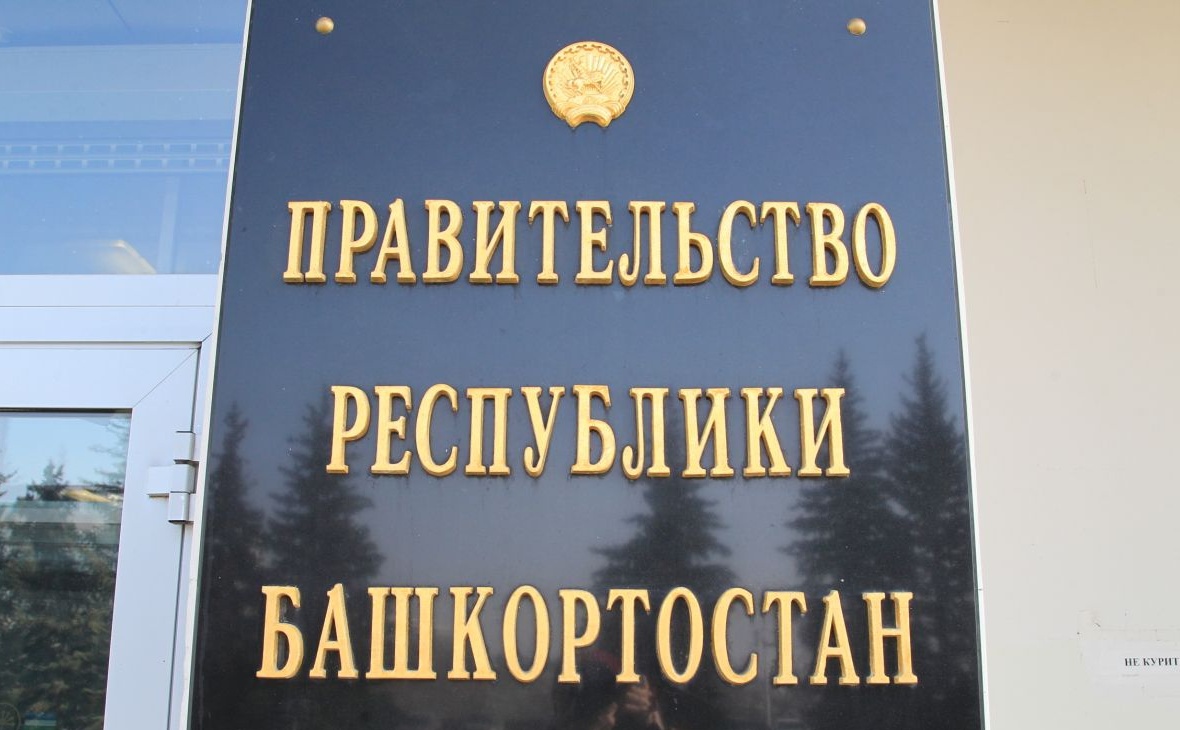 ПРАВИТЕЛЬСТВО
РЕСПУБЛИКИ
БАШКОРТОСТАН
НЕ КУРИТ